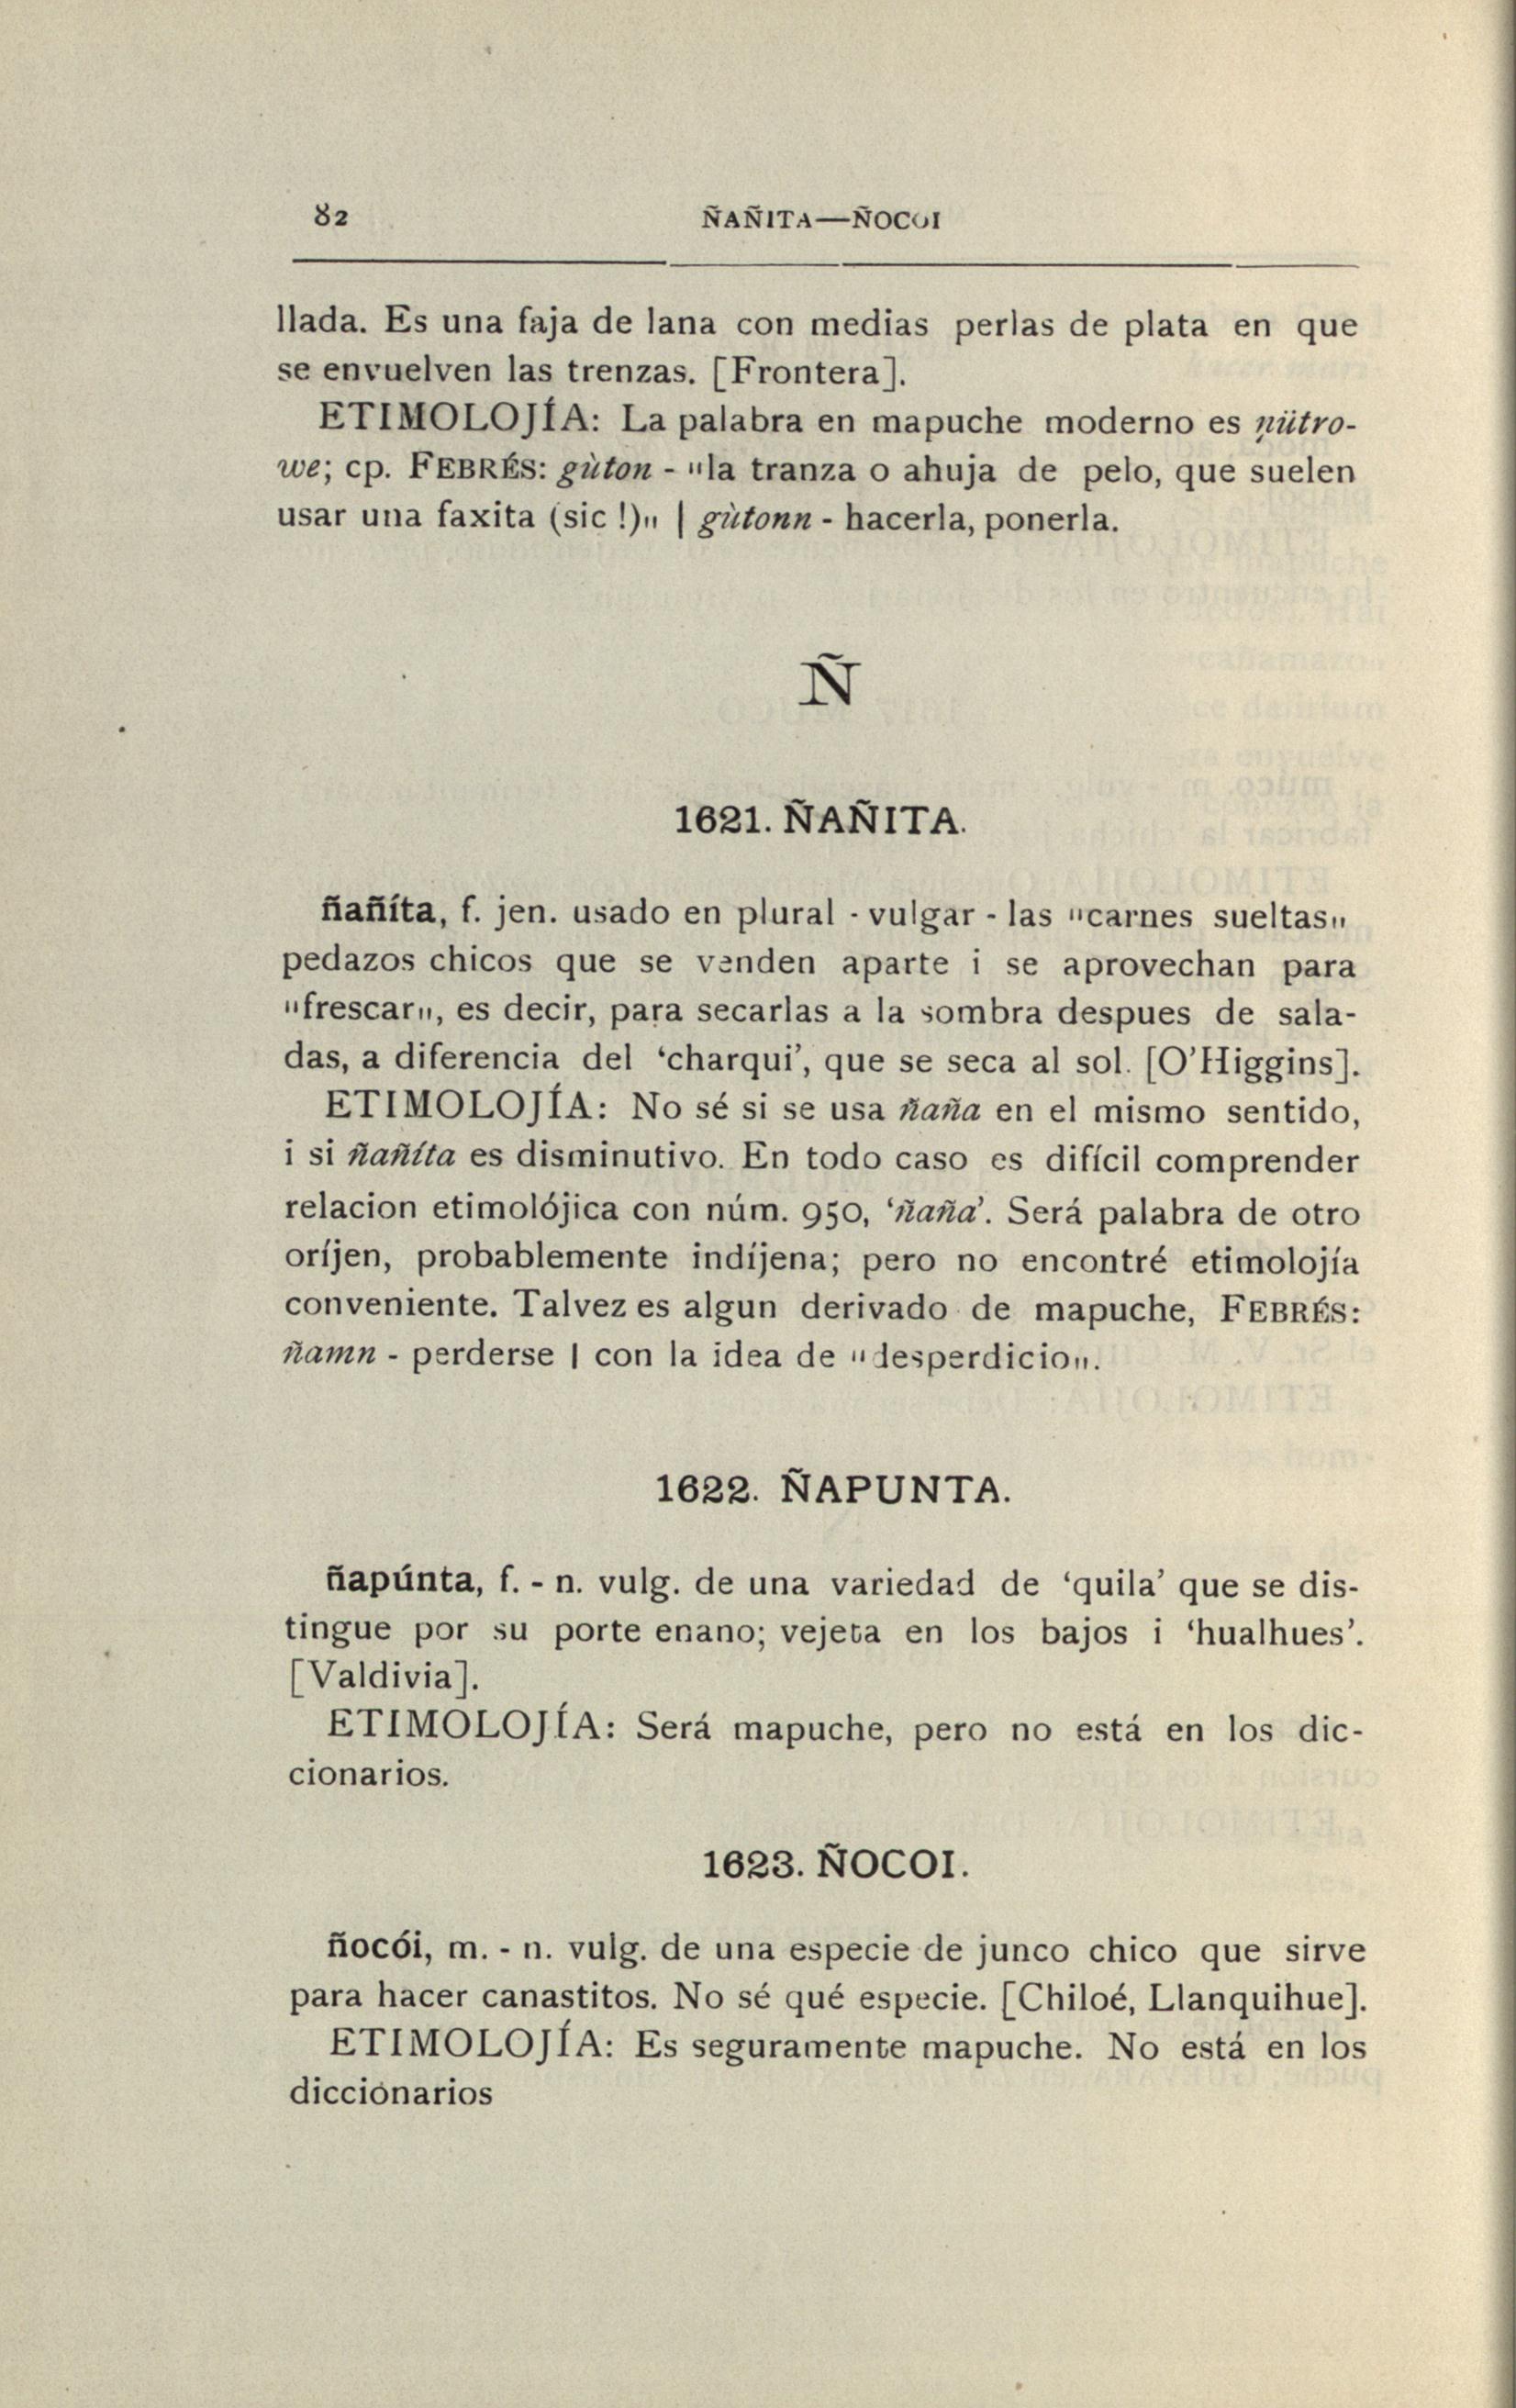 82
ÑAÑITA—ÑOCOI
llada. Es una faja de lana con medias perlas de plata en que
se envuelven las trenzas. [Frontera].
ETIMOLOJÍA: La palabra en mapuche moderno es ṇütro-
we; cp. FEBRÉS: gùton - "la tranza o ahuja de pelo, que suelen
usar una faxita (sic!)„ | gùtonn - hacerla, ponerla.
Ñ
1621. ÑAÑITA.
ñañíta, f. jen. usado en plural - vulgar - las "carnes sueltas„
pedazos chicos que se venden aparte i se aprovechan para
"frescar„, es decir, para secarlas a la sombra despues de sala-
das, a diferencia del ‘charqui’, que se seca al sol. [O’Higgins].
ETIMOLOJÍA: No sé si se usa ñaña en el mismo sentido,
i si ñañíta es disminutivo. En todo caso es difícil comprender
relacion etimolójica con núm. 950, ‘ñaña’. Será palabra de otro
oríjen, probablemente indíjena; pero no encontré etimolojía
conveniente. Talvez es algun derivado de mapuche, FEBRÉS:
ñamn - perderse | con la idea de "desperdicio„.
1622. ÑAPUNTA.
ñapúnta, f. - n. vulg. de una variedad de ‘quila’ que se dis-
tingue por su porte enano; vejeta en los bajos i ‘hualhues’.
[Valdivia].
ETIMOLOJÍA: Será mapuche, pero no está en los dic-
cionarios.
1623. ÑOCOI.
ñocói, m. - n. vulg. de una especie de junco chico que sirve
para hacer canastitos. No sé qué especie. [Chiloé, Llanquihue].
ETIMOLOJÍA: Es seguramente mapuche. No está en los
diccionarios